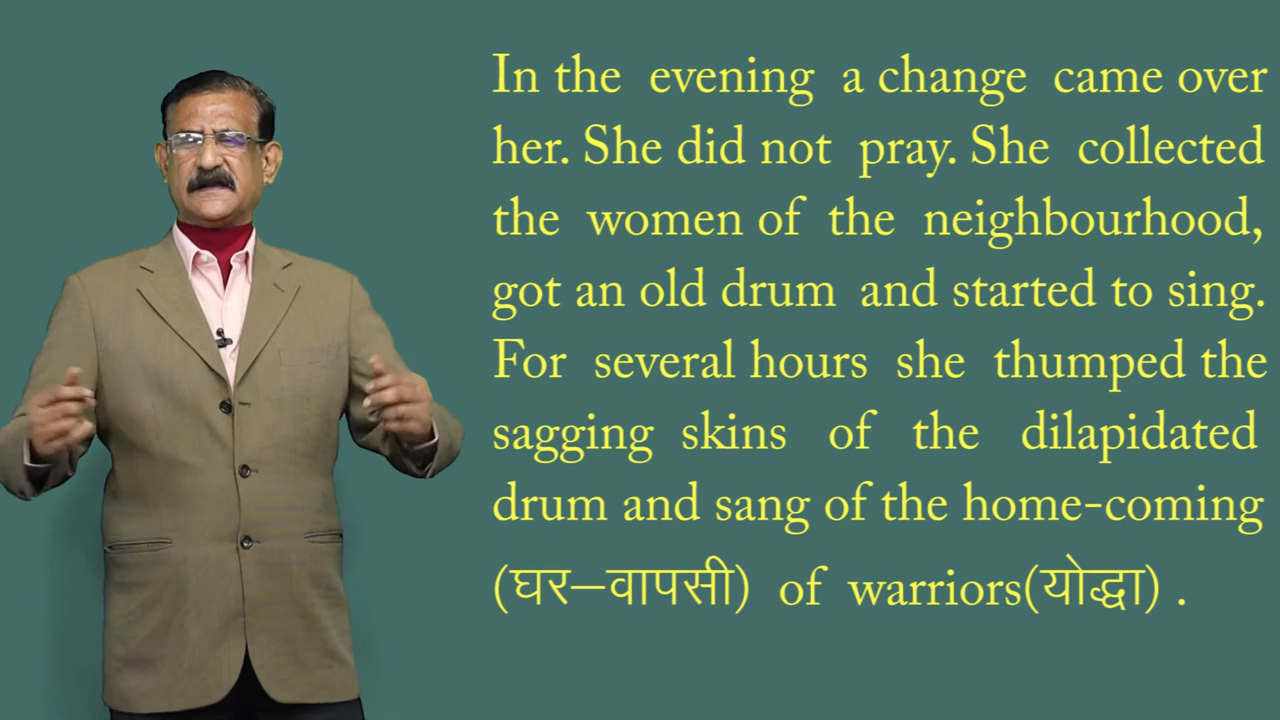 In the evening a change came over
her. She did not pray. She collected
the women of the neighbourhood,
got an old drum and started to sing.
For several hours she thumped the
sagging skins of the dilapidated
drum and sang of the home-coming
(घर–वापसी) of warriors(योद्धा) .